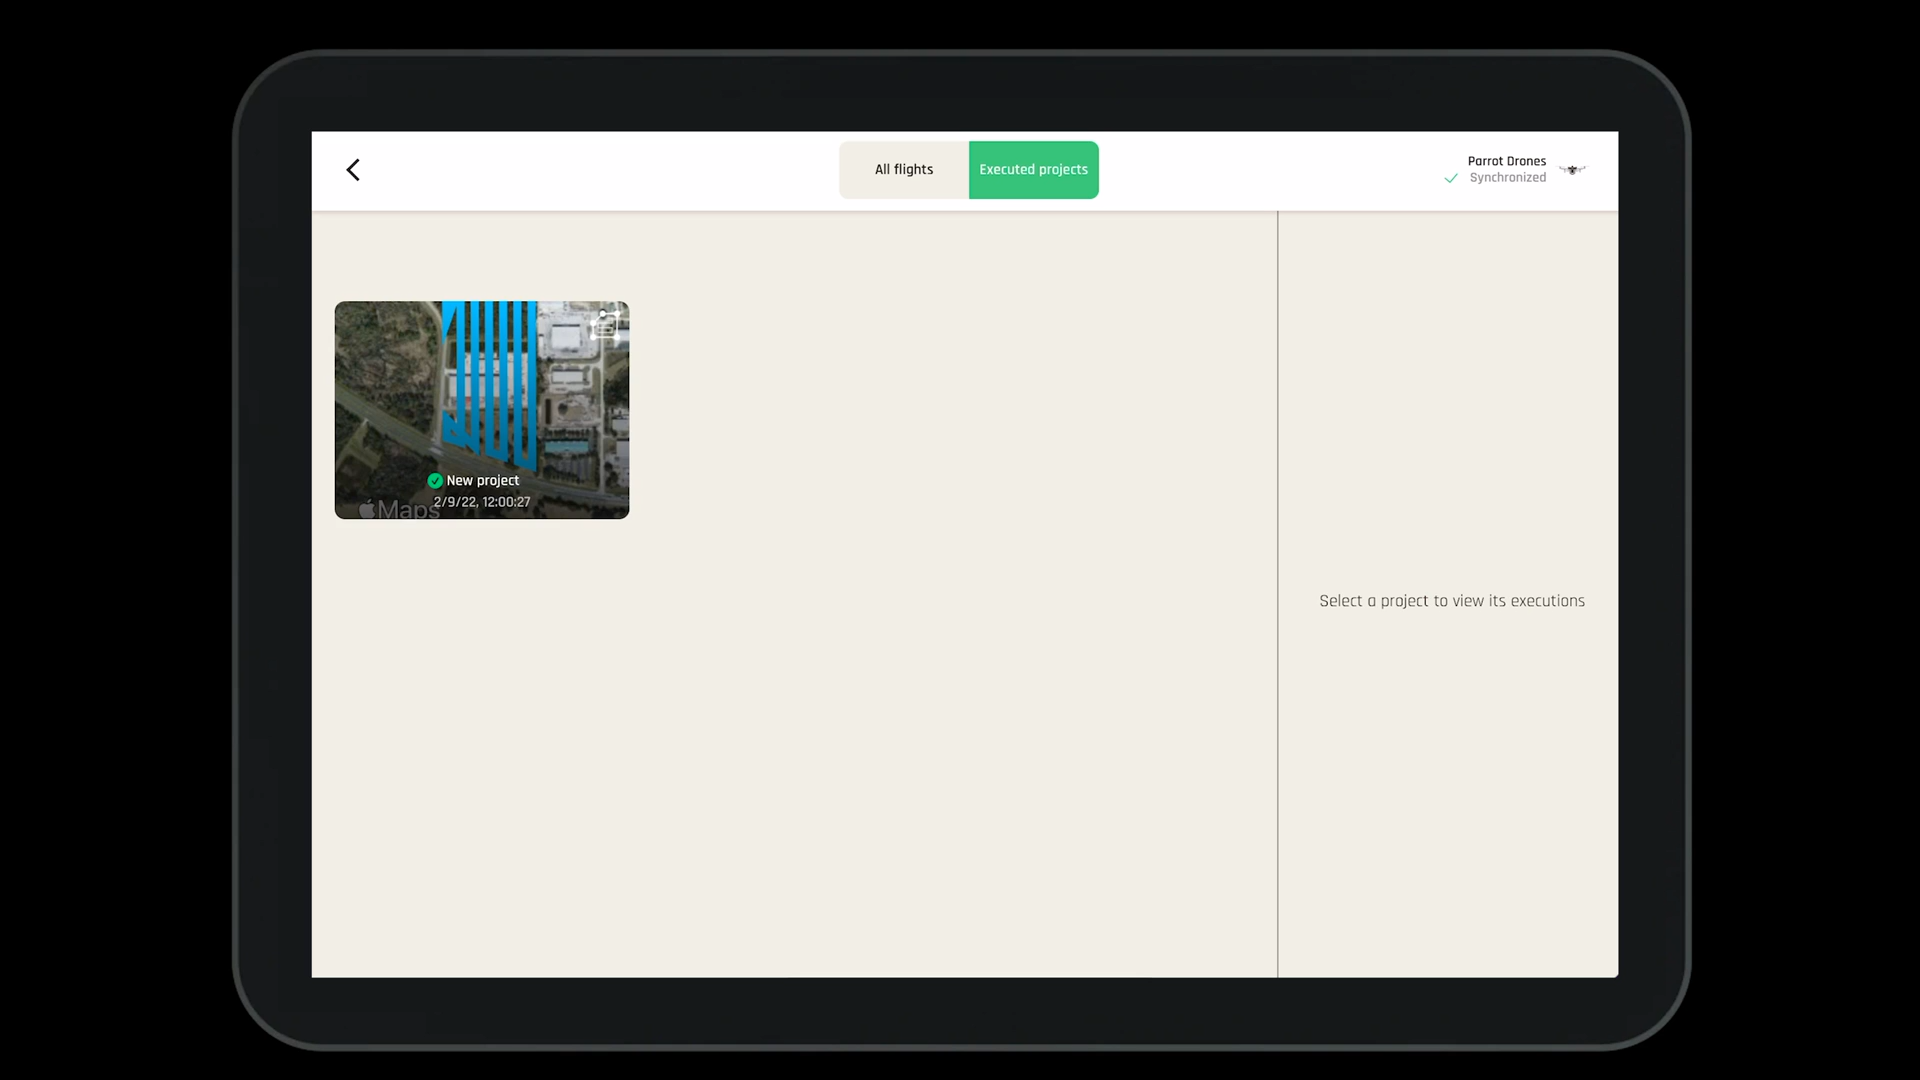 All flights
Executed projects
Parrot Drones
Synchronized
New project
2/9/22, 12:00:27
Maps
Select a project to view its executions